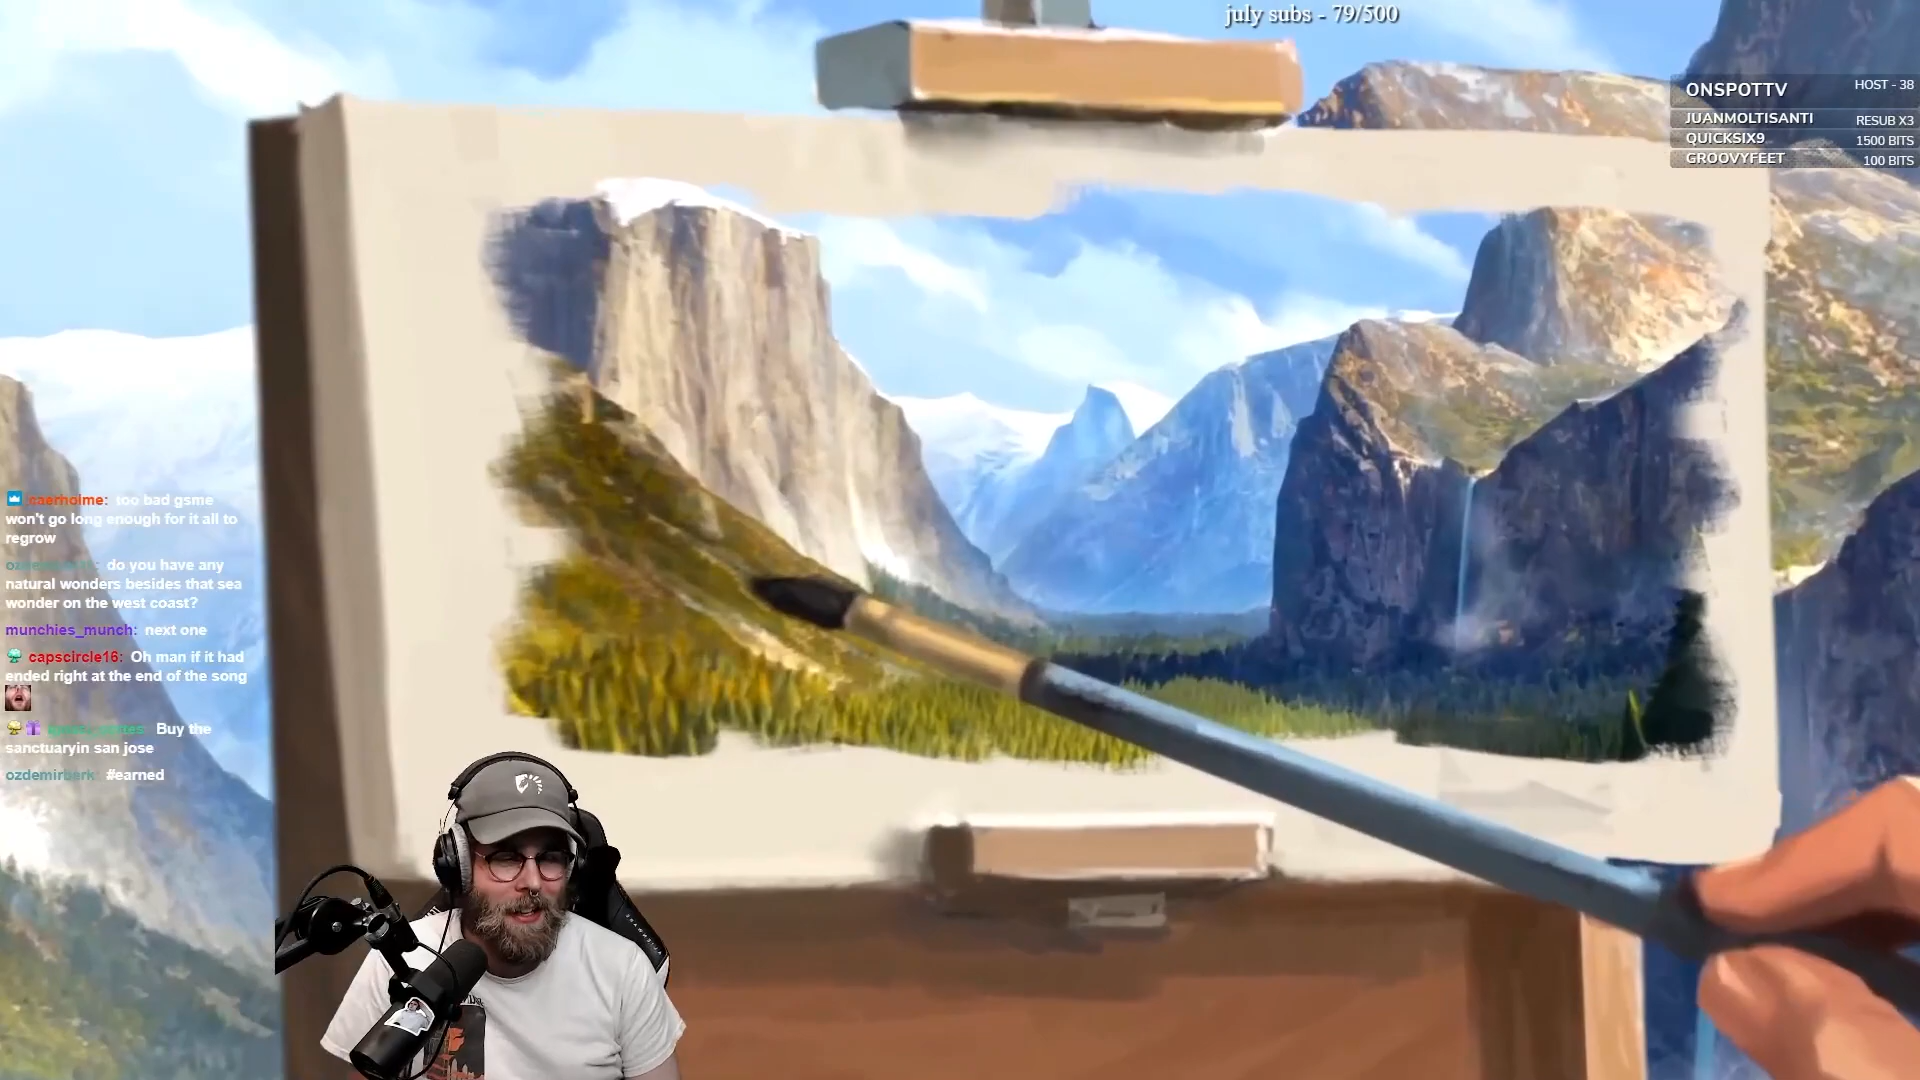 july subs - 79/500
ONSPOTTV HOST - 38
JUANMOLTISANTI RESUB X3
QUICKSIX9 1500 BITS
GROOVYFEET 100 BITS
caerholme: too bad gsme
won't go long enough for it all to
regrow
do you have any
natural wonders besides that sea
wonder on the west coast?
munchies_munch: next one
capscircle16: Oh man if it had
ended right at the end of the song
Buy the
sanctuaryin san jose
ozdemirberk: #earned